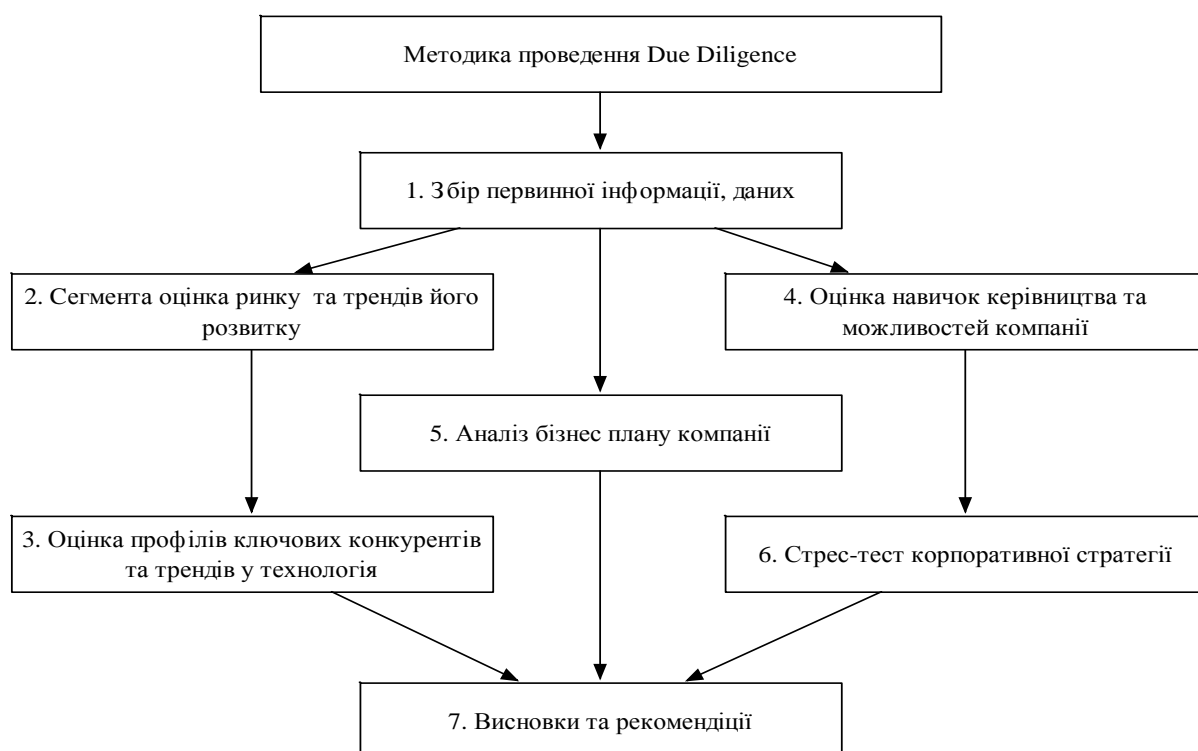 Методика проведення Due Diligence
1. Збір первинної інформації, даних
2. Сегмента оцінка ринку та трендів його
розвитку
4. Оцінка навичок керівництва та
можливостей компанії
5. Аналіз бізнес плану компанії
3. Оцінка профілів ключових конкурентів
та трендів у технологія
6. Стрес-тест корпоративної стратегії
7. Висновки та рекомендіції